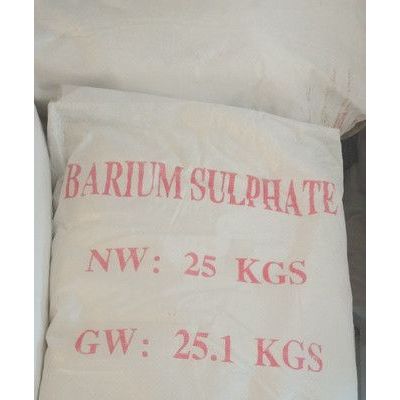 BARIUM SULPHATE
NW: 25 KGS
GW: 25.1 KGS